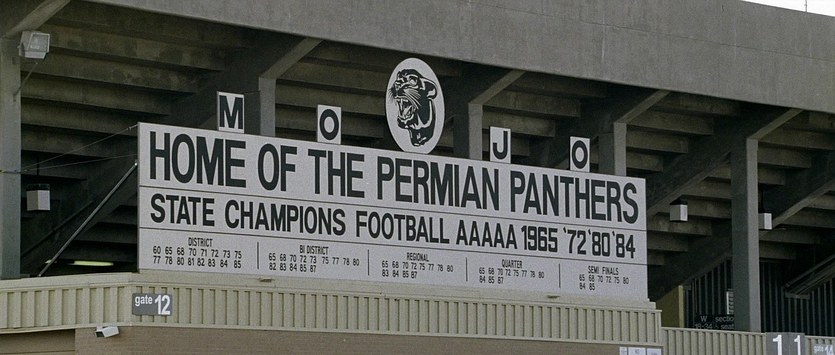 M O J O
HOME OF THE PERMIAN PANTHERS
STATE CHAMPIONS FOOTBALL AAAAA 1965 '72'80'84
DISTRICT
60 65 68 70 71 72 73 75
77 78 80 81 82 83 84 85
BI DISTRICT
65 68 70 72 73 75 77 78 80
82 83 84 85 87
REGIONAL
65 68 70 72 75 77 78 80
83 84 85 87
QUARTER
65 68 70 72 75 78 80
84 85 87
SEMI FINALS
65 68 70 72 75 80
84 85
gate 12
11
gate